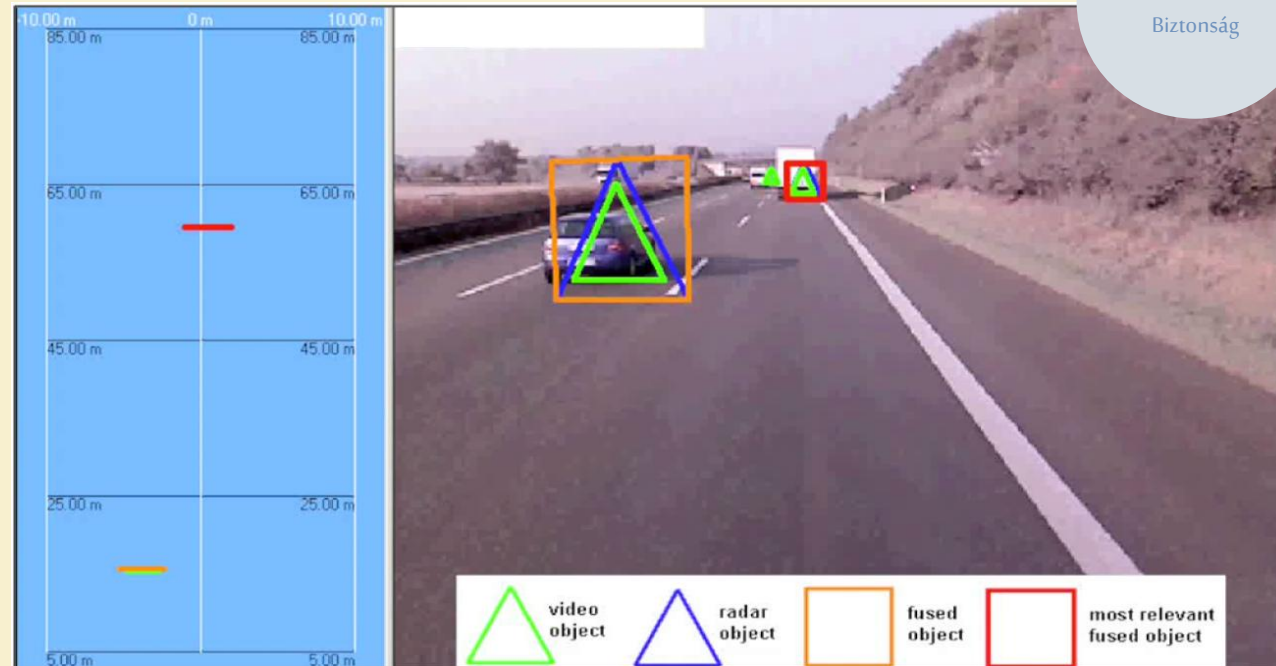 -10.00 m 0 m 10.00 m
85.00 m 85.00 m
65.00 m 65.00 m
45.00 m 45.00 m
25.00 m 25.00 m
5.00 m 5.00 m
Biztonság
video
object
radar
object
fused
object
most relevant
fused object